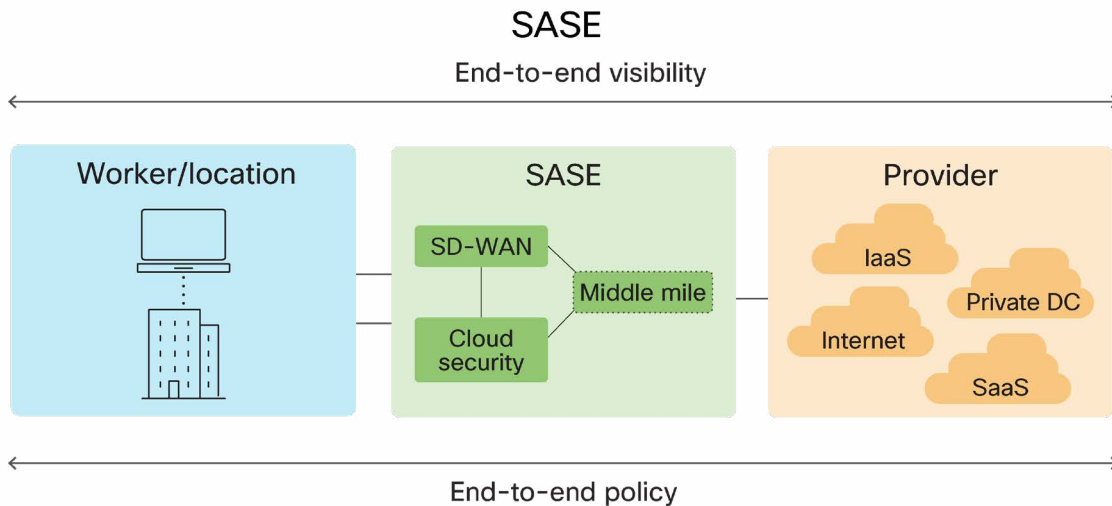 SASE
End-to-end visibility
Worker/location
SASE
SD-WAN
Middle mile
Cloud
security
Provider
IaaS
Private DC
Internet
SaaS
End-to-end policy